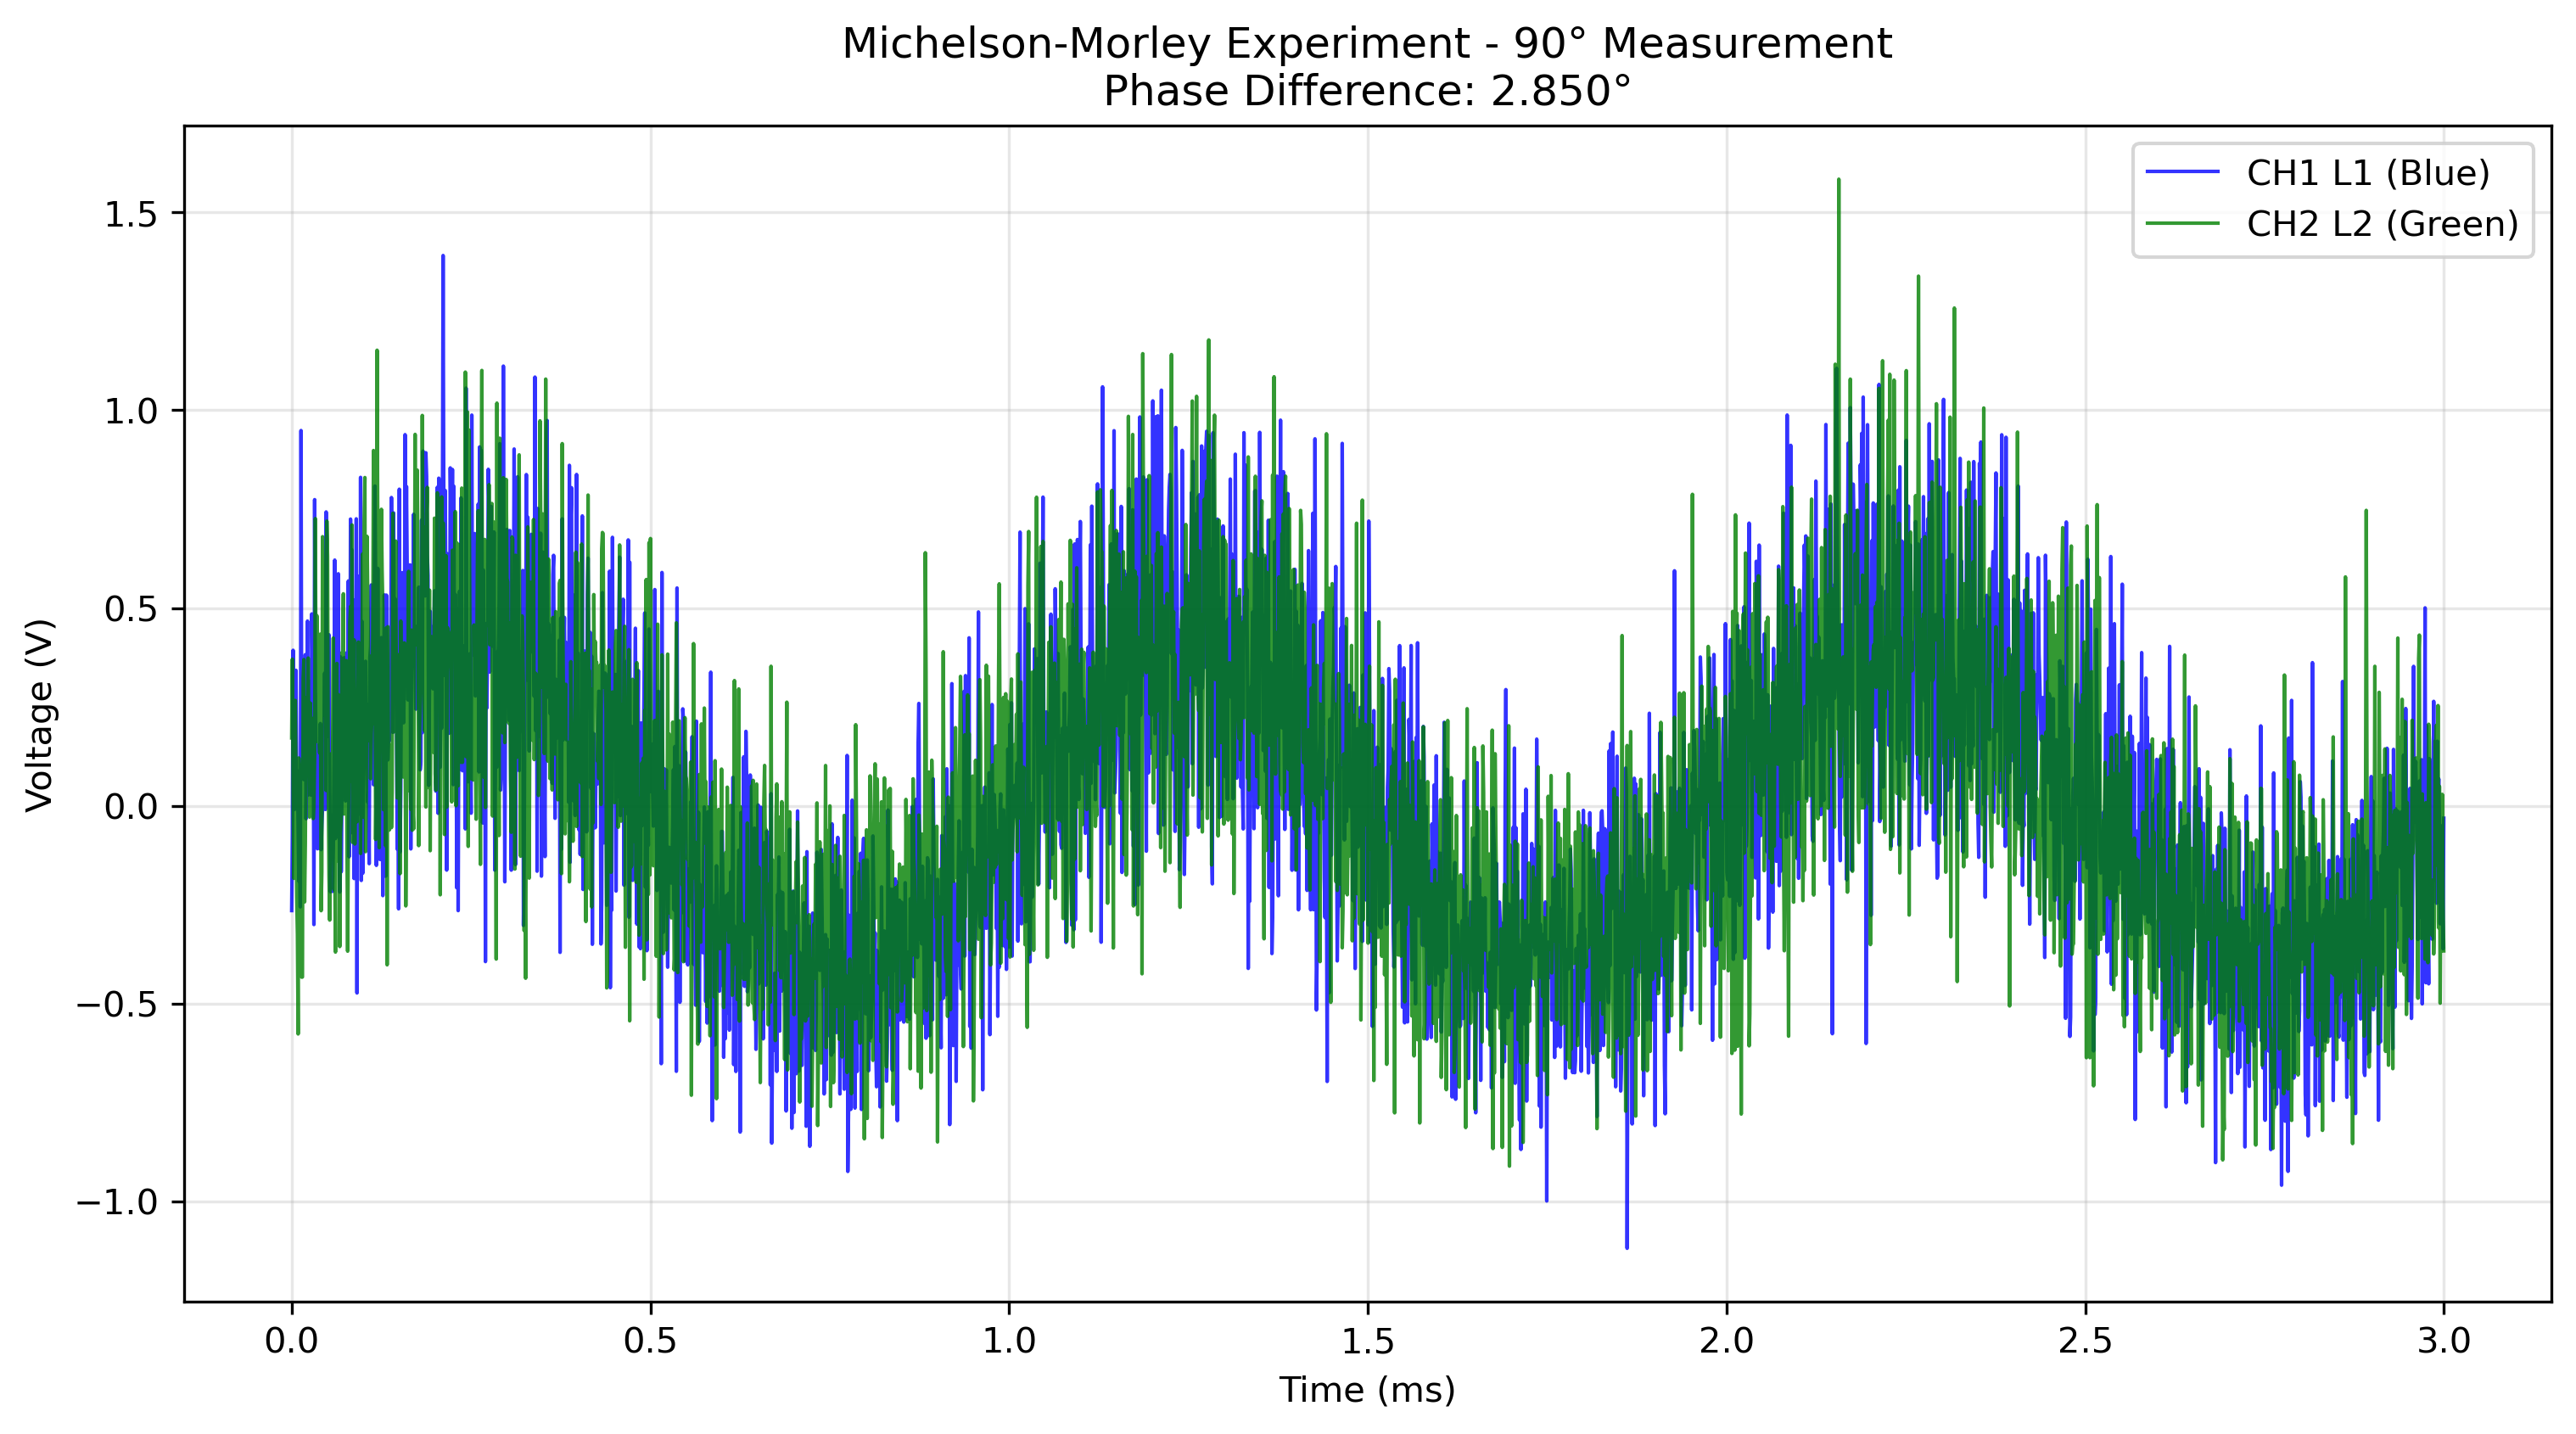 Michelson-Morley Experiment - 90° Measurement
Phase Difference: 2.850°
CH1 L1 (Blue)
CH2 L2 (Green)
Voltage (V)
1.5
1.0
0.5
0.0
−0.5
−1.0
0.0 0.5 1.0 1.5 2.0 2.5 3.0
Time (ms)